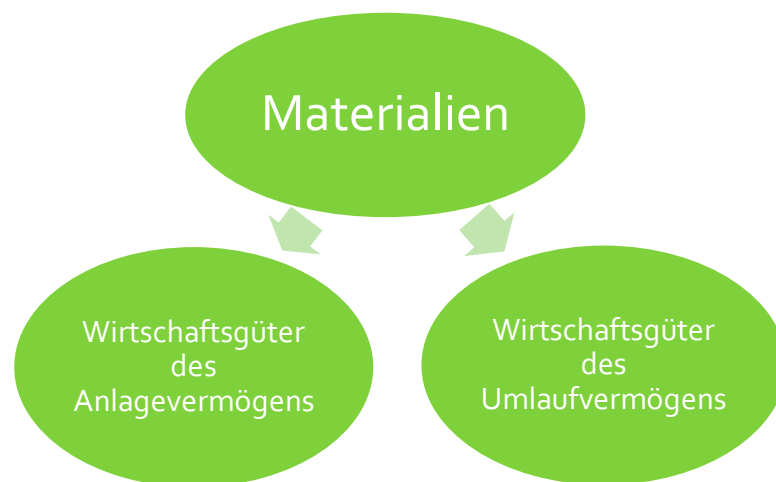 Materialien
Wirtschaftsgüter
des
Anlagevermögens
Wirtschaftsgüter
des
Umlaufvermögens